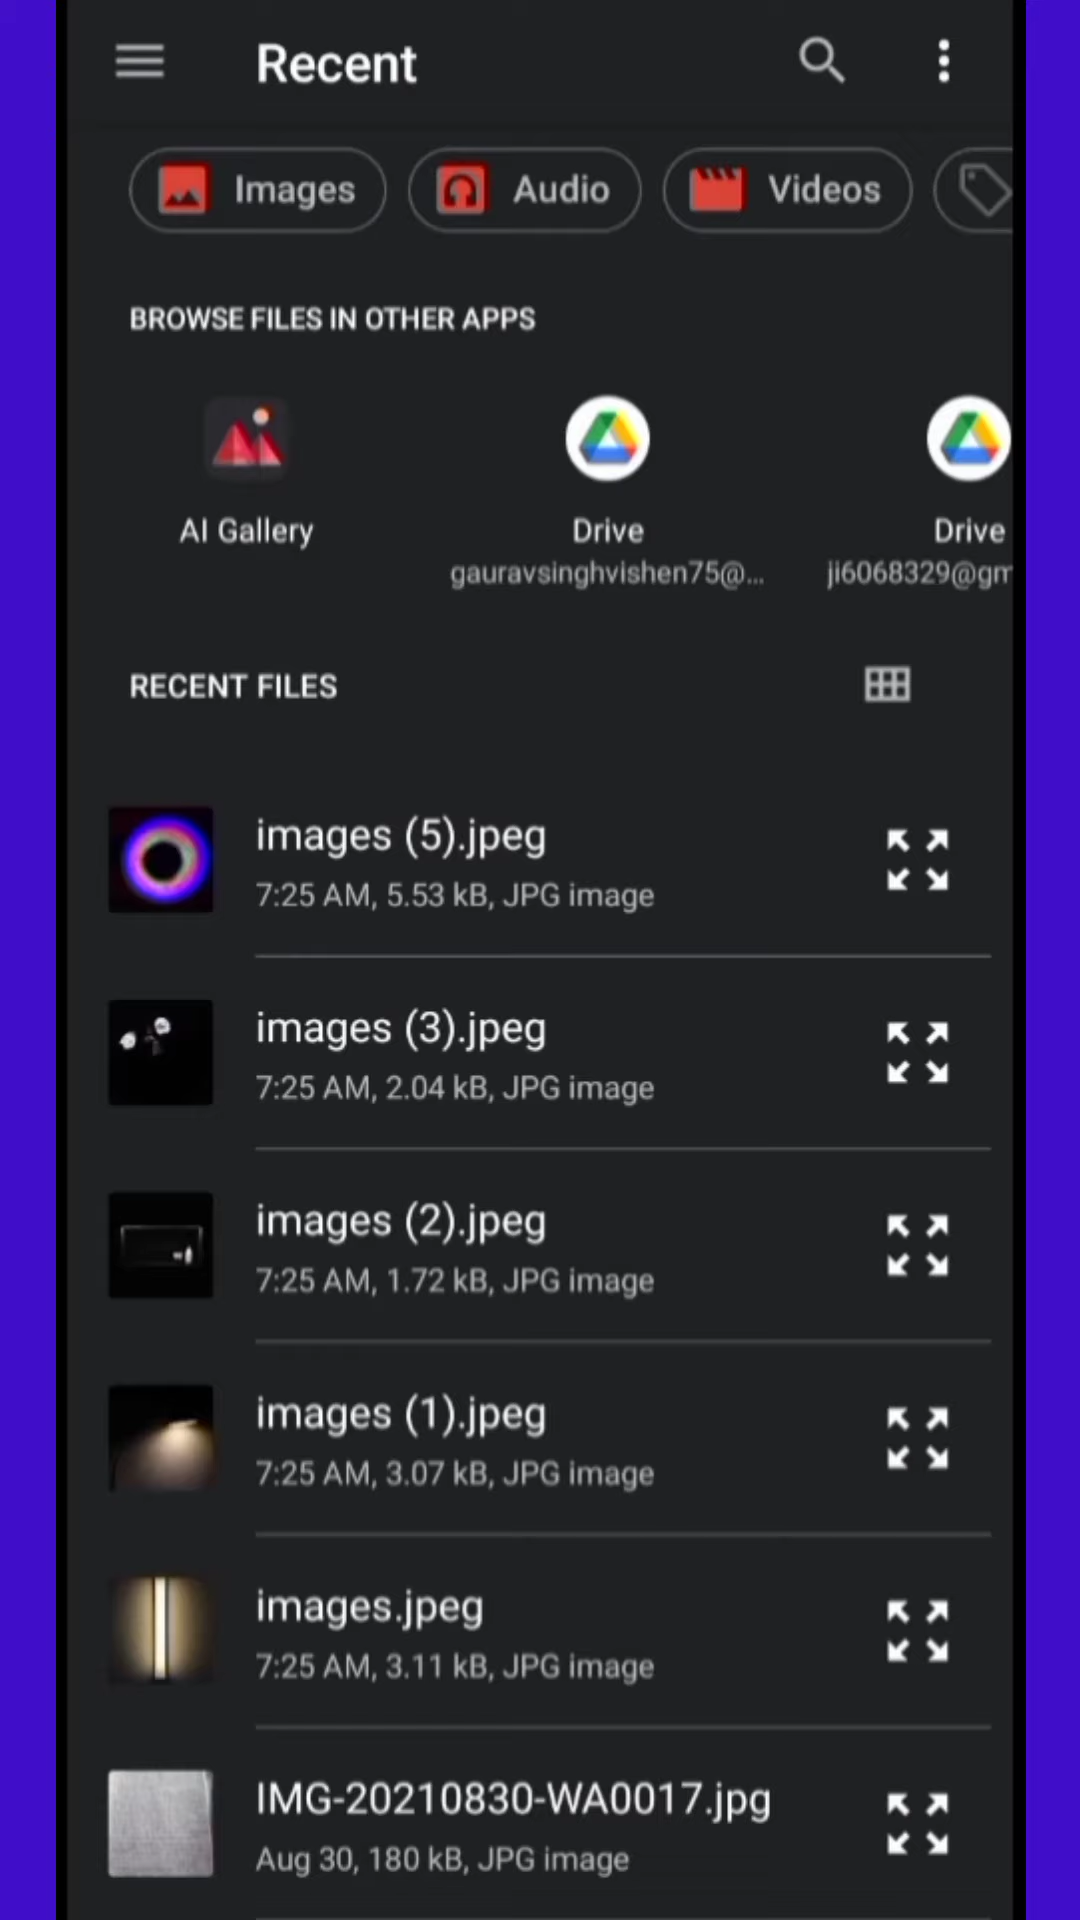 Recent
Images Audio Videos
BROWSE FILES IN OTHER APPS
AI Gallery Drive Drive
gauravsinghvishen75@... ji6068329@gm
RECENT FILES
images (5).jpeg
7:25 AM, 5.53 kB, JPG image
images (3).jpeg
7:25 AM, 2.04 kB, JPG image
images (2).jpeg
7:25 AM, 1.72 kB, JPG image
images (1).jpeg
7:25 AM, 3.07 kB, JPG image
images.jpeg
7:25 AM, 3.11 kB, JPG image
IMG-20210830-WA0017.jpg
Aug 30, 180 kB, JPG image